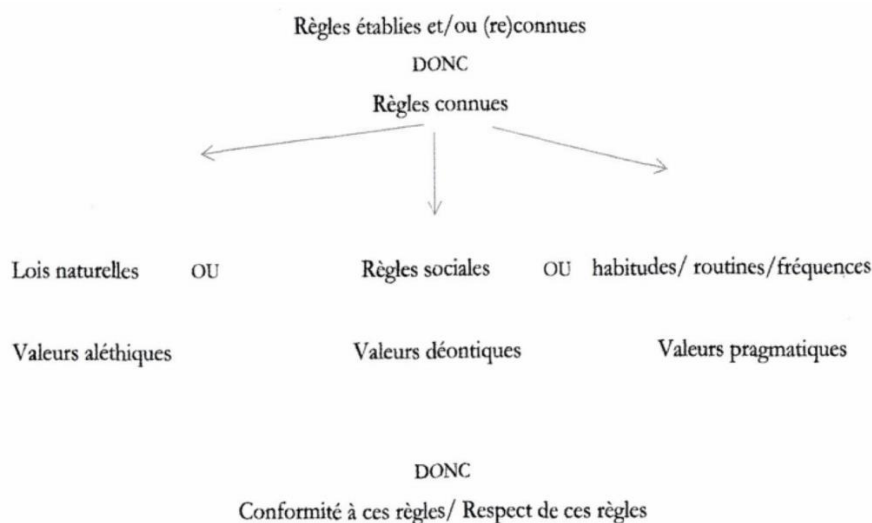 Règles établies et/ou (re)connues
DONC
Règles connues
Lois naturelles OU Règles sociales OU habitudes/ routines/fréquences
Valeurs aléthiques Valeurs déontiques Valeurs pragmatiques
DONC
Conformité à ces règles/ Respect de ces règles